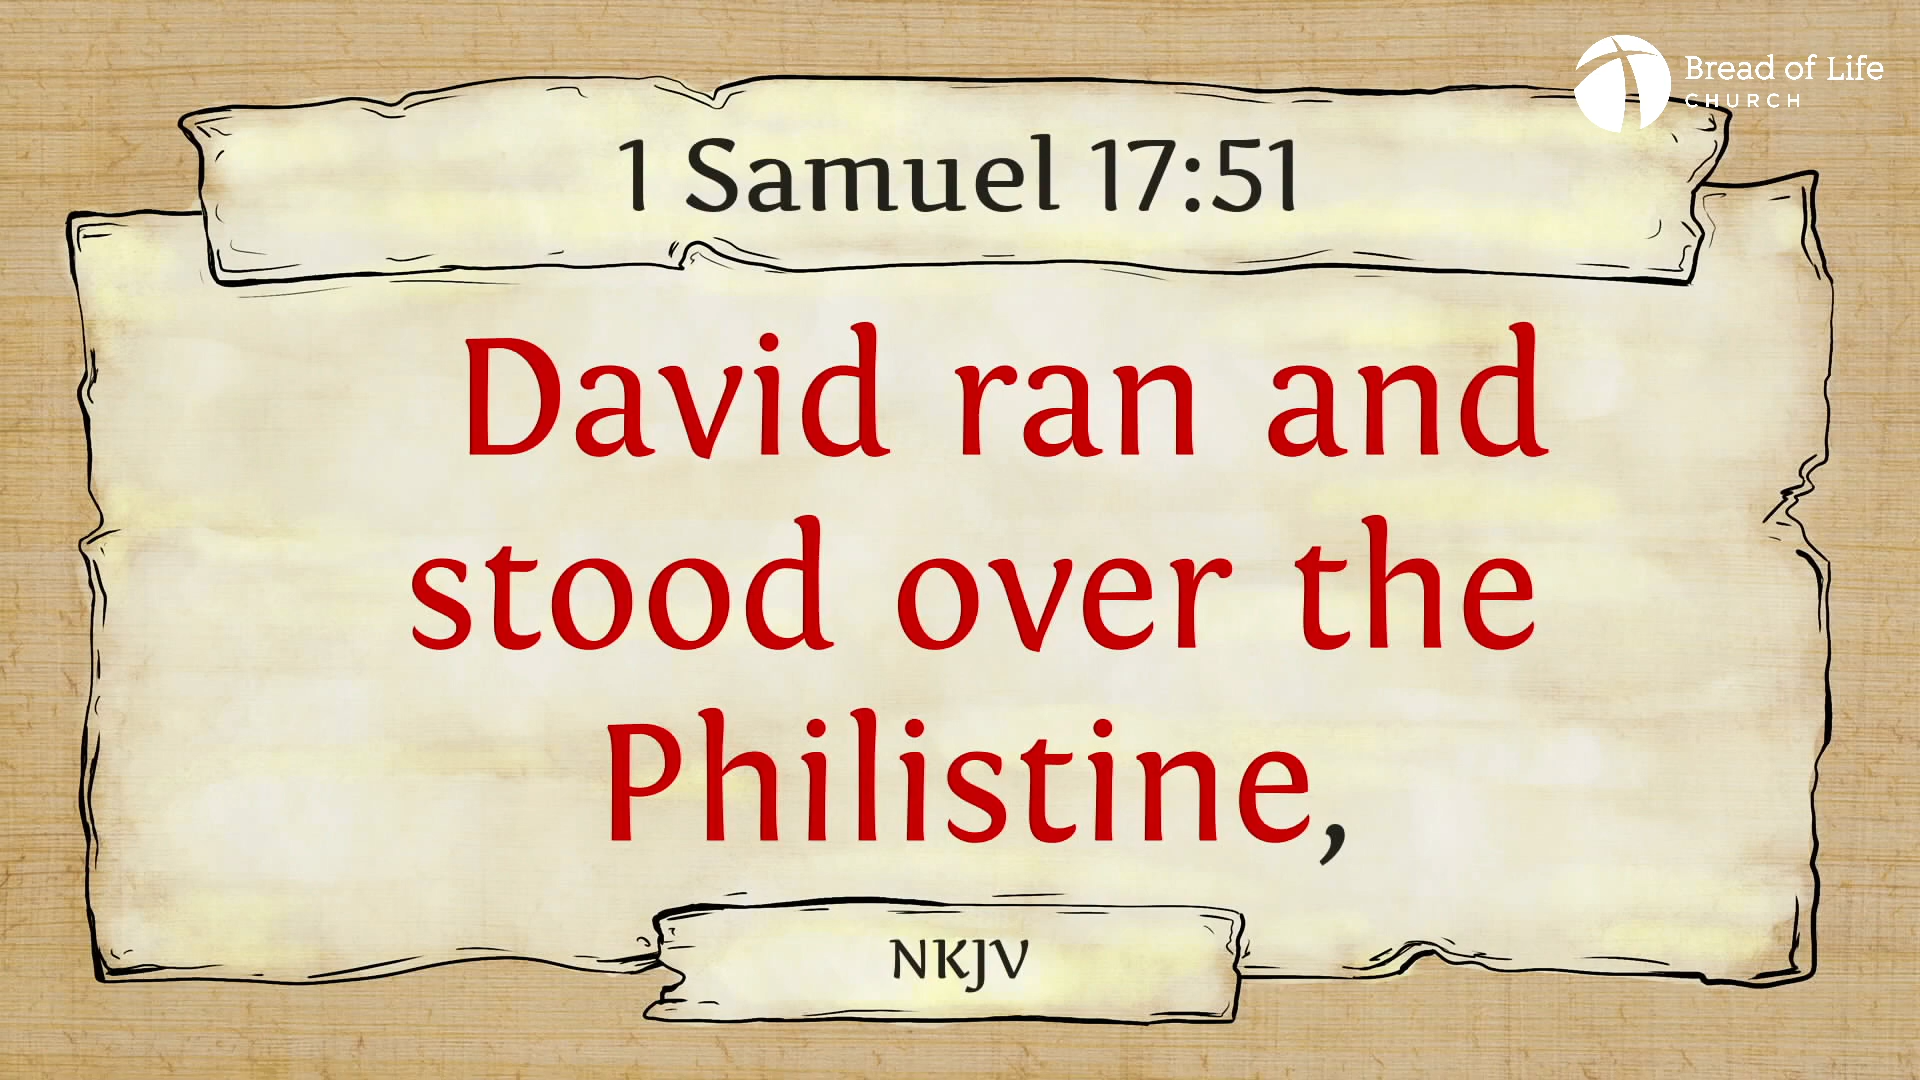 Bread of Life
CHURCH
1 Samuel 17:51
David ran and
stood over the
Philistine,
NKJV